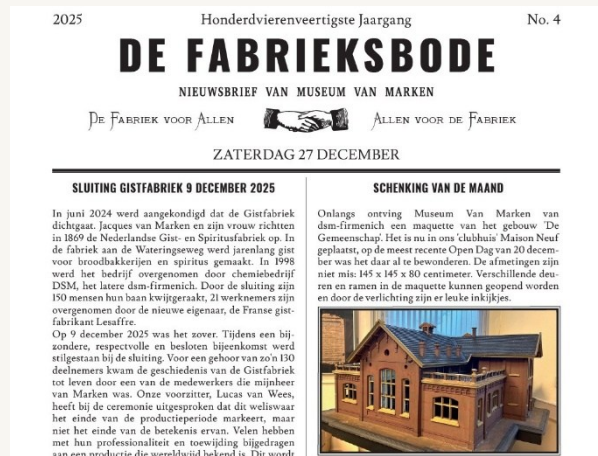 2025 Honderdvierenveertigste Jaargang No. 4
DE FABRIEKSBODE
NIEUWSBRIEF VAN MUSEUM VAN MARKEN
De Fabriek voor Allen Allen voor de Fabriek
ZATERDAG 27 DECEMBER
SLUITING GISTFABRIEK 9 DECEMBER 2025
In juni 2024 werd aangekondigd dat de Gistfabriek
dichtgaat. Jacques van Marken en zijn vrouw richtten
in 1869 de Nederlandse Gist- en Spiritusfabriek op. In
de fabriek aan de Wateringseweg werd jarenlang gist
voor broodbakkerijen en spiritus gemaakt. In 1998
werd het bedrijf overgenomen door chemiebedrijf
DSM, het latere dsm-firmenich. Door de sluiting zijn
150 mensen hun baan kwijtgeraakt, 21 werknemers zijn
overgenomen door de nieuwe eigenaar, de Franse gist-
fabrikant Lesaffre.
Op 9 december 2025 was het zover. Tijdens een bij-
zondere, respectvolle en besloten bijeenkomst werd
stilgestaan bij de sluiting. Voor een gehoor van zo'n 130
deelnemers kwam de geschiedenis van de Gistfabriek
tot leven door een van de medewerkers die mijnheer
van Marken was. Onze voorzitter, Lucas van Wees,
heeft bij de ceremonie uitgesproken dat dit weliswaar
het einde van de productieperiode markeert, maar
niet het einde van de betekenis ervan. Velen hebben
met hun professionaliteit en toewijding bijgedragen
aan een productie die wereldwijd bekend is. Dit wordt
SCHENKING VAN DE MAAND
Onlangs ontving Museum Van Marken van
dsm-firmenich een maquette van het gebouw 'De
Gemeenschap'. Het is nu in ons 'clubhuis' Maison Neuf
geplaatst, op de meest recente Open Dag van 20 decem-
ber was het daar al te bewonderen. De afmetingen zijn
niet mis: 145 x 145 x 80 centimeter. Verschillende deu-
ren en ramen in de maquette kunnen geopend worden
en door de verlichting zijn er leuke inkijkjes.